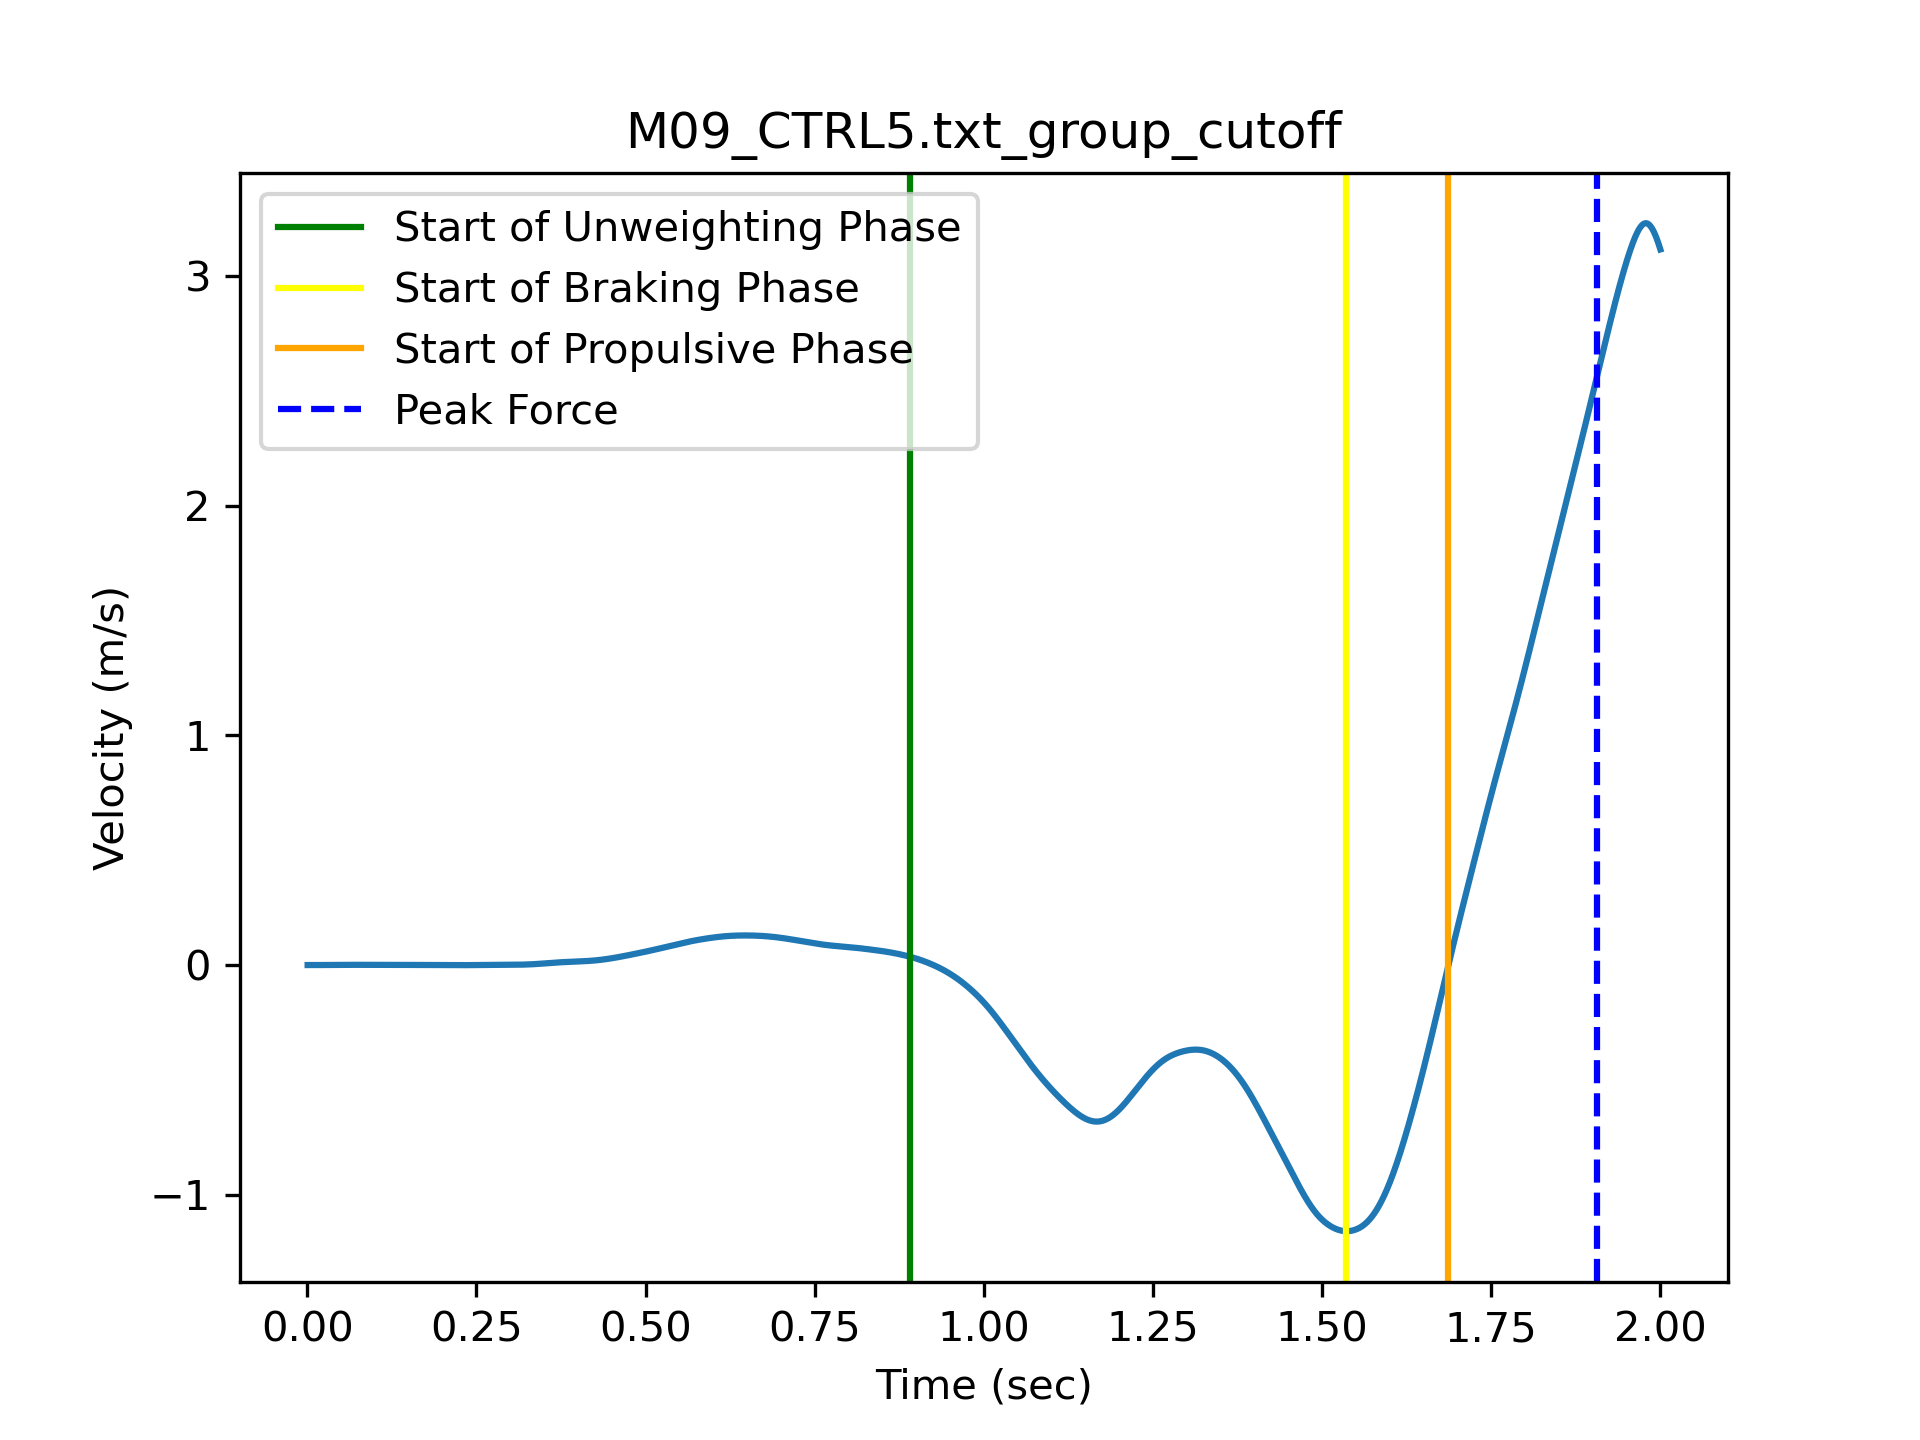 M09_CTRL5.txt_group_cutoff
Start of Unweighting Phase
Start of Braking Phase
Start of Propulsive Phase
Peak Force
3
2
1
0
−1
Velocity (m/s)
0.00 0.25 0.50 0.75 1.00 1.25 1.50 1.75 2.00
Time (sec)